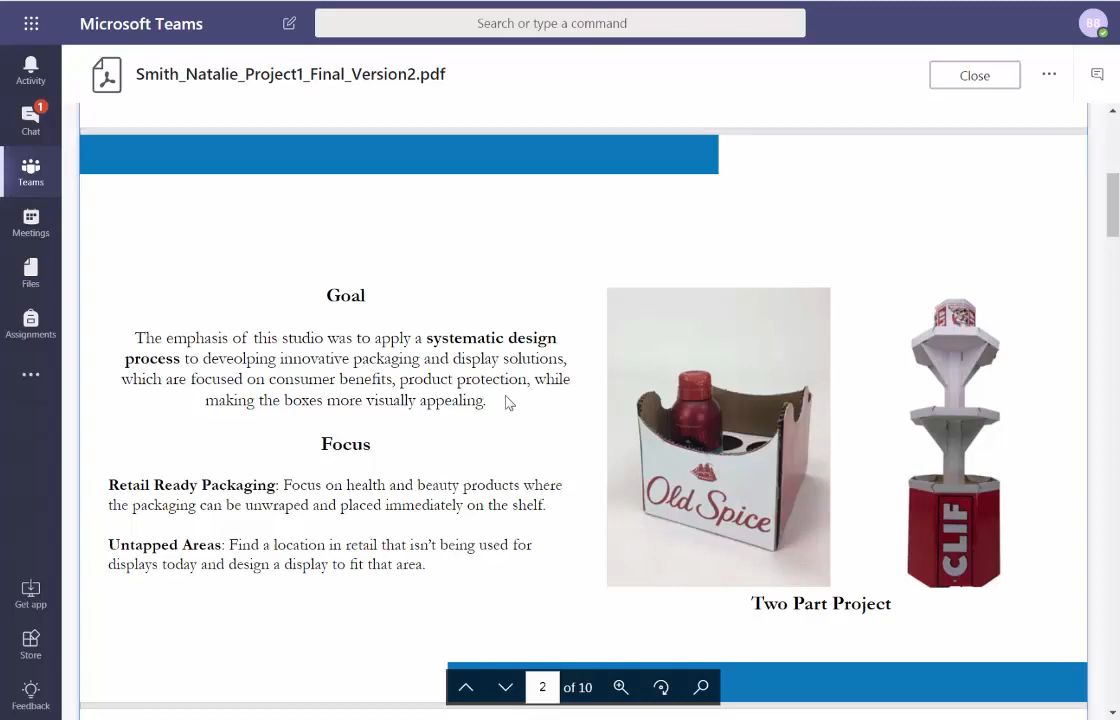 Microsoft Teams
Search or type a command
BB
Activity
Smith_Natalie_Project1_Final_Version2.pdf
Close
1
Chat
Teams
Meetings
Files
Assignments
Goal
The emphasis of this studio was to apply a systematic design
process to deveolping innovative packaging and display solutions,
which are focused on consumer benefits, product protection, while
making the boxes more visually appealing.
Focus
Retail Ready Packaging: Focus on health and beauty products where
the packaging can be unwraped and placed immediately on the shelf.
Untapped Areas: Find a location in retail that isn't being used for
displays today and design a display to fit that area.
Old Spice
CLIF
Two Part Project
Get app
Store
Feedback
2 of 10